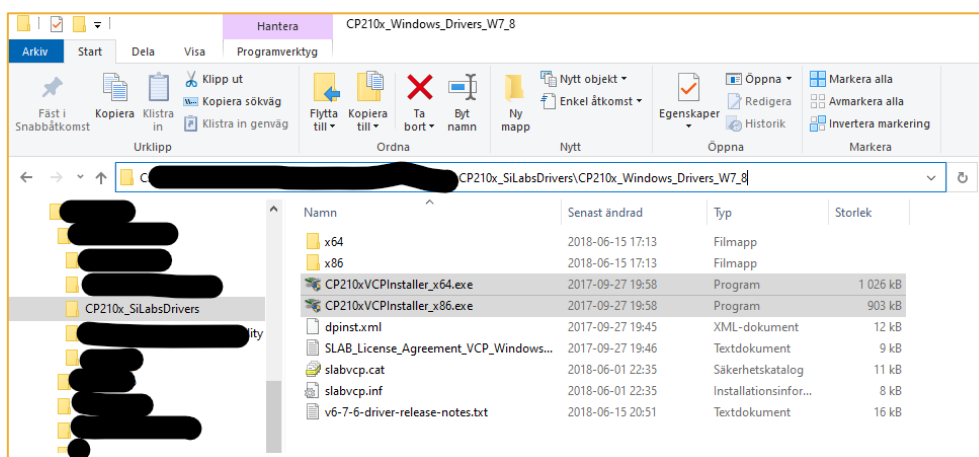 Hantera
CP210x_Windows_Drivers_W7_8
Arkiv Start Dela Visa Programverktyg
Fäst i Snabbåtkomst
Kopiera
Klistra in
Klipp ut
Kopiera sökväg
Klistra in genväg
Urklipp
Flytta till
Kopiera till
Ta bort
Byt namn
Ordna
Ny mapp
Nytt objekt
Enkel åtkomst
Nytt
Egenskaper
Öppna
Redigera
Historik
Öppna
Markera alla
Avmarkera alla
Invertera markering
Markera
C CP210x_SiLabsDrivers\CP210x_Windows_Drivers_W7_8
CP210x_SiLabsDrivers
ity
Namn Senast ändrad Typ Storlek
x64 2018-06-15 17:13 Filmapp
x86 2018-06-15 17:13 Filmapp
CP210xVCPInstaller_x64.exe 2017-09-27 19:58 Program 1 026 kB
CP210xVCPInstaller_x86.exe 2017-09-27 19:58 Program 903 kB
dpinst.xml 2017-09-27 19:45 XML-dokument 12 kB
SLAB_License_Agreement_VCP_Windows... 2017-09-27 19:46 Textdokument 9 kB
slabvcp.cat 2018-06-01 22:35 Säkerhetskatalog 11 kB
slabvcp.inf 2018-06-01 22:35 Installationsinfor... 8 kB
v6-7-6-driver-release-notes.txt 2018-06-15 20:51 Textdokument 16 kB